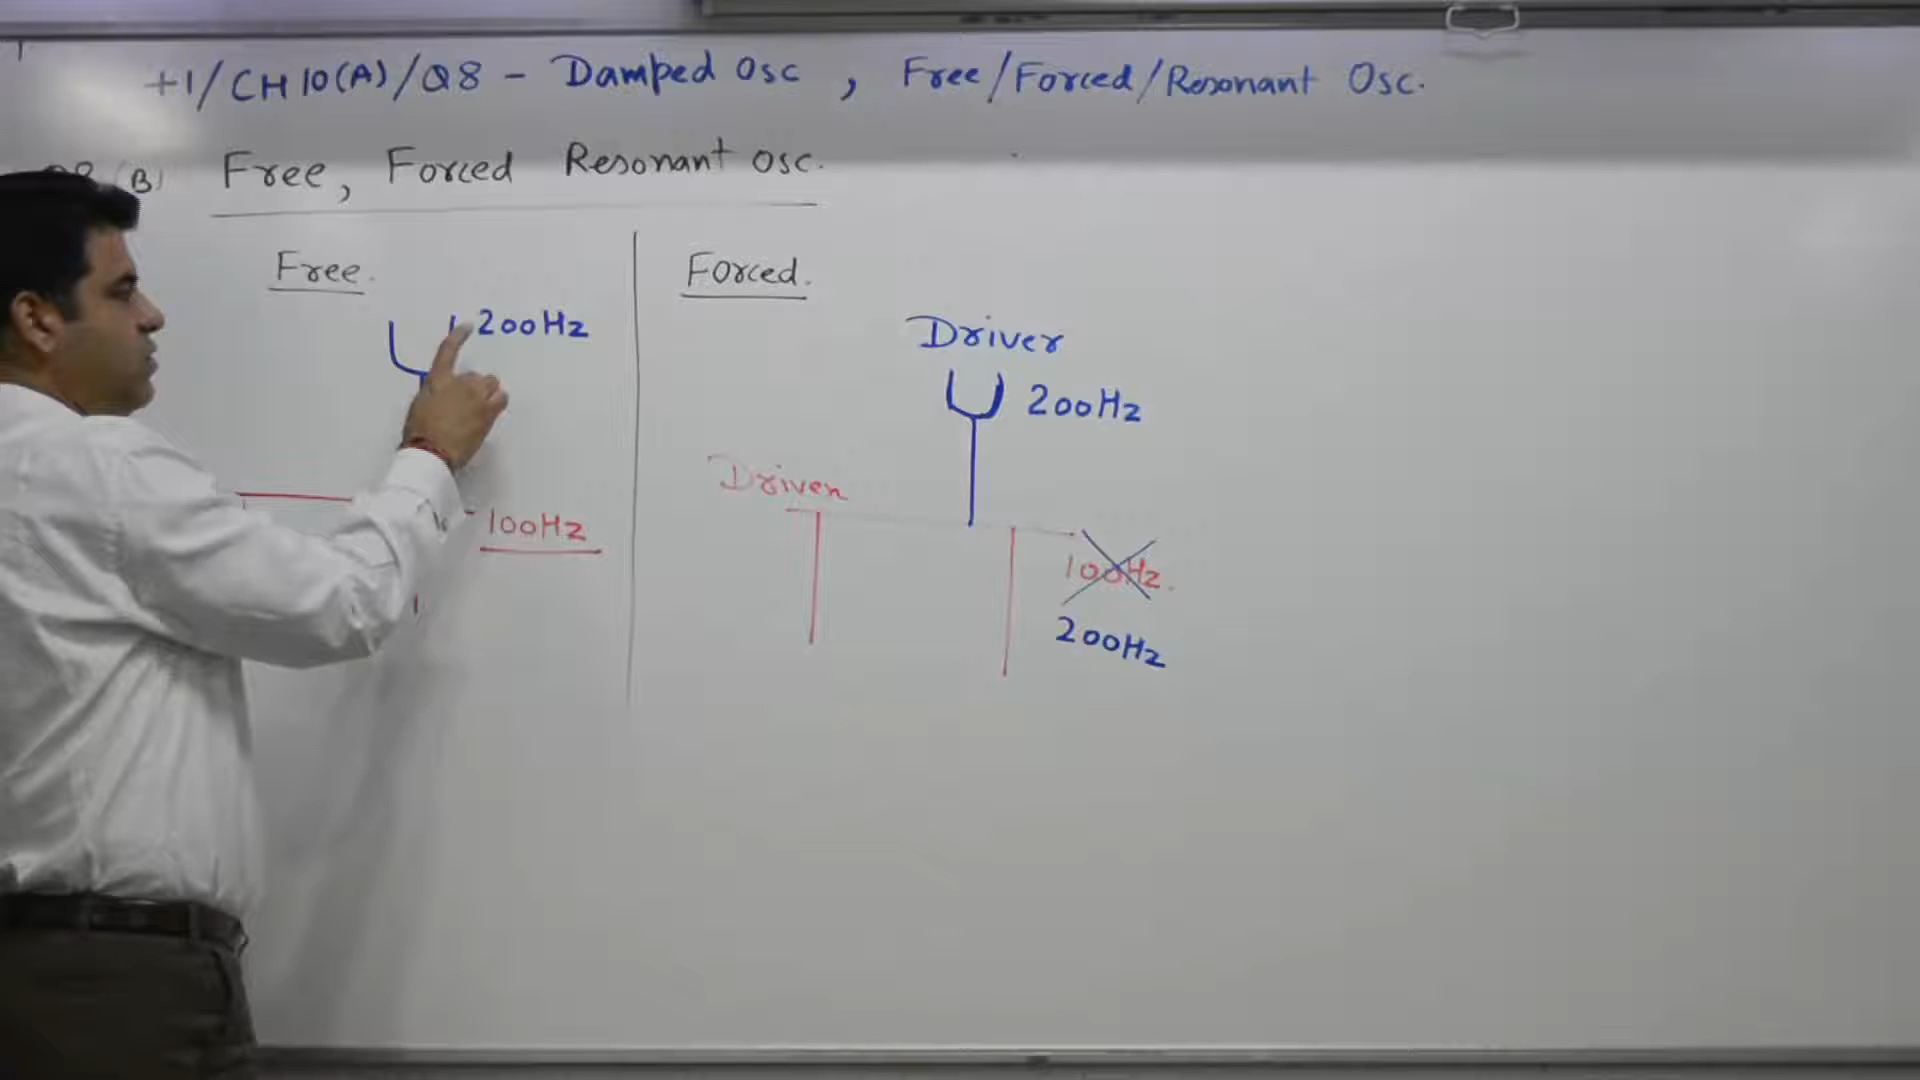 +1/CH10(A)/Q8 - Damped Osc , Free/Forced/Resonant Osc.
(B) Free, Forced Resonant Osc.
Free.
200Hz
100Hz
Forced.
Driver
200Hz
Driven
100Hz.
200Hz